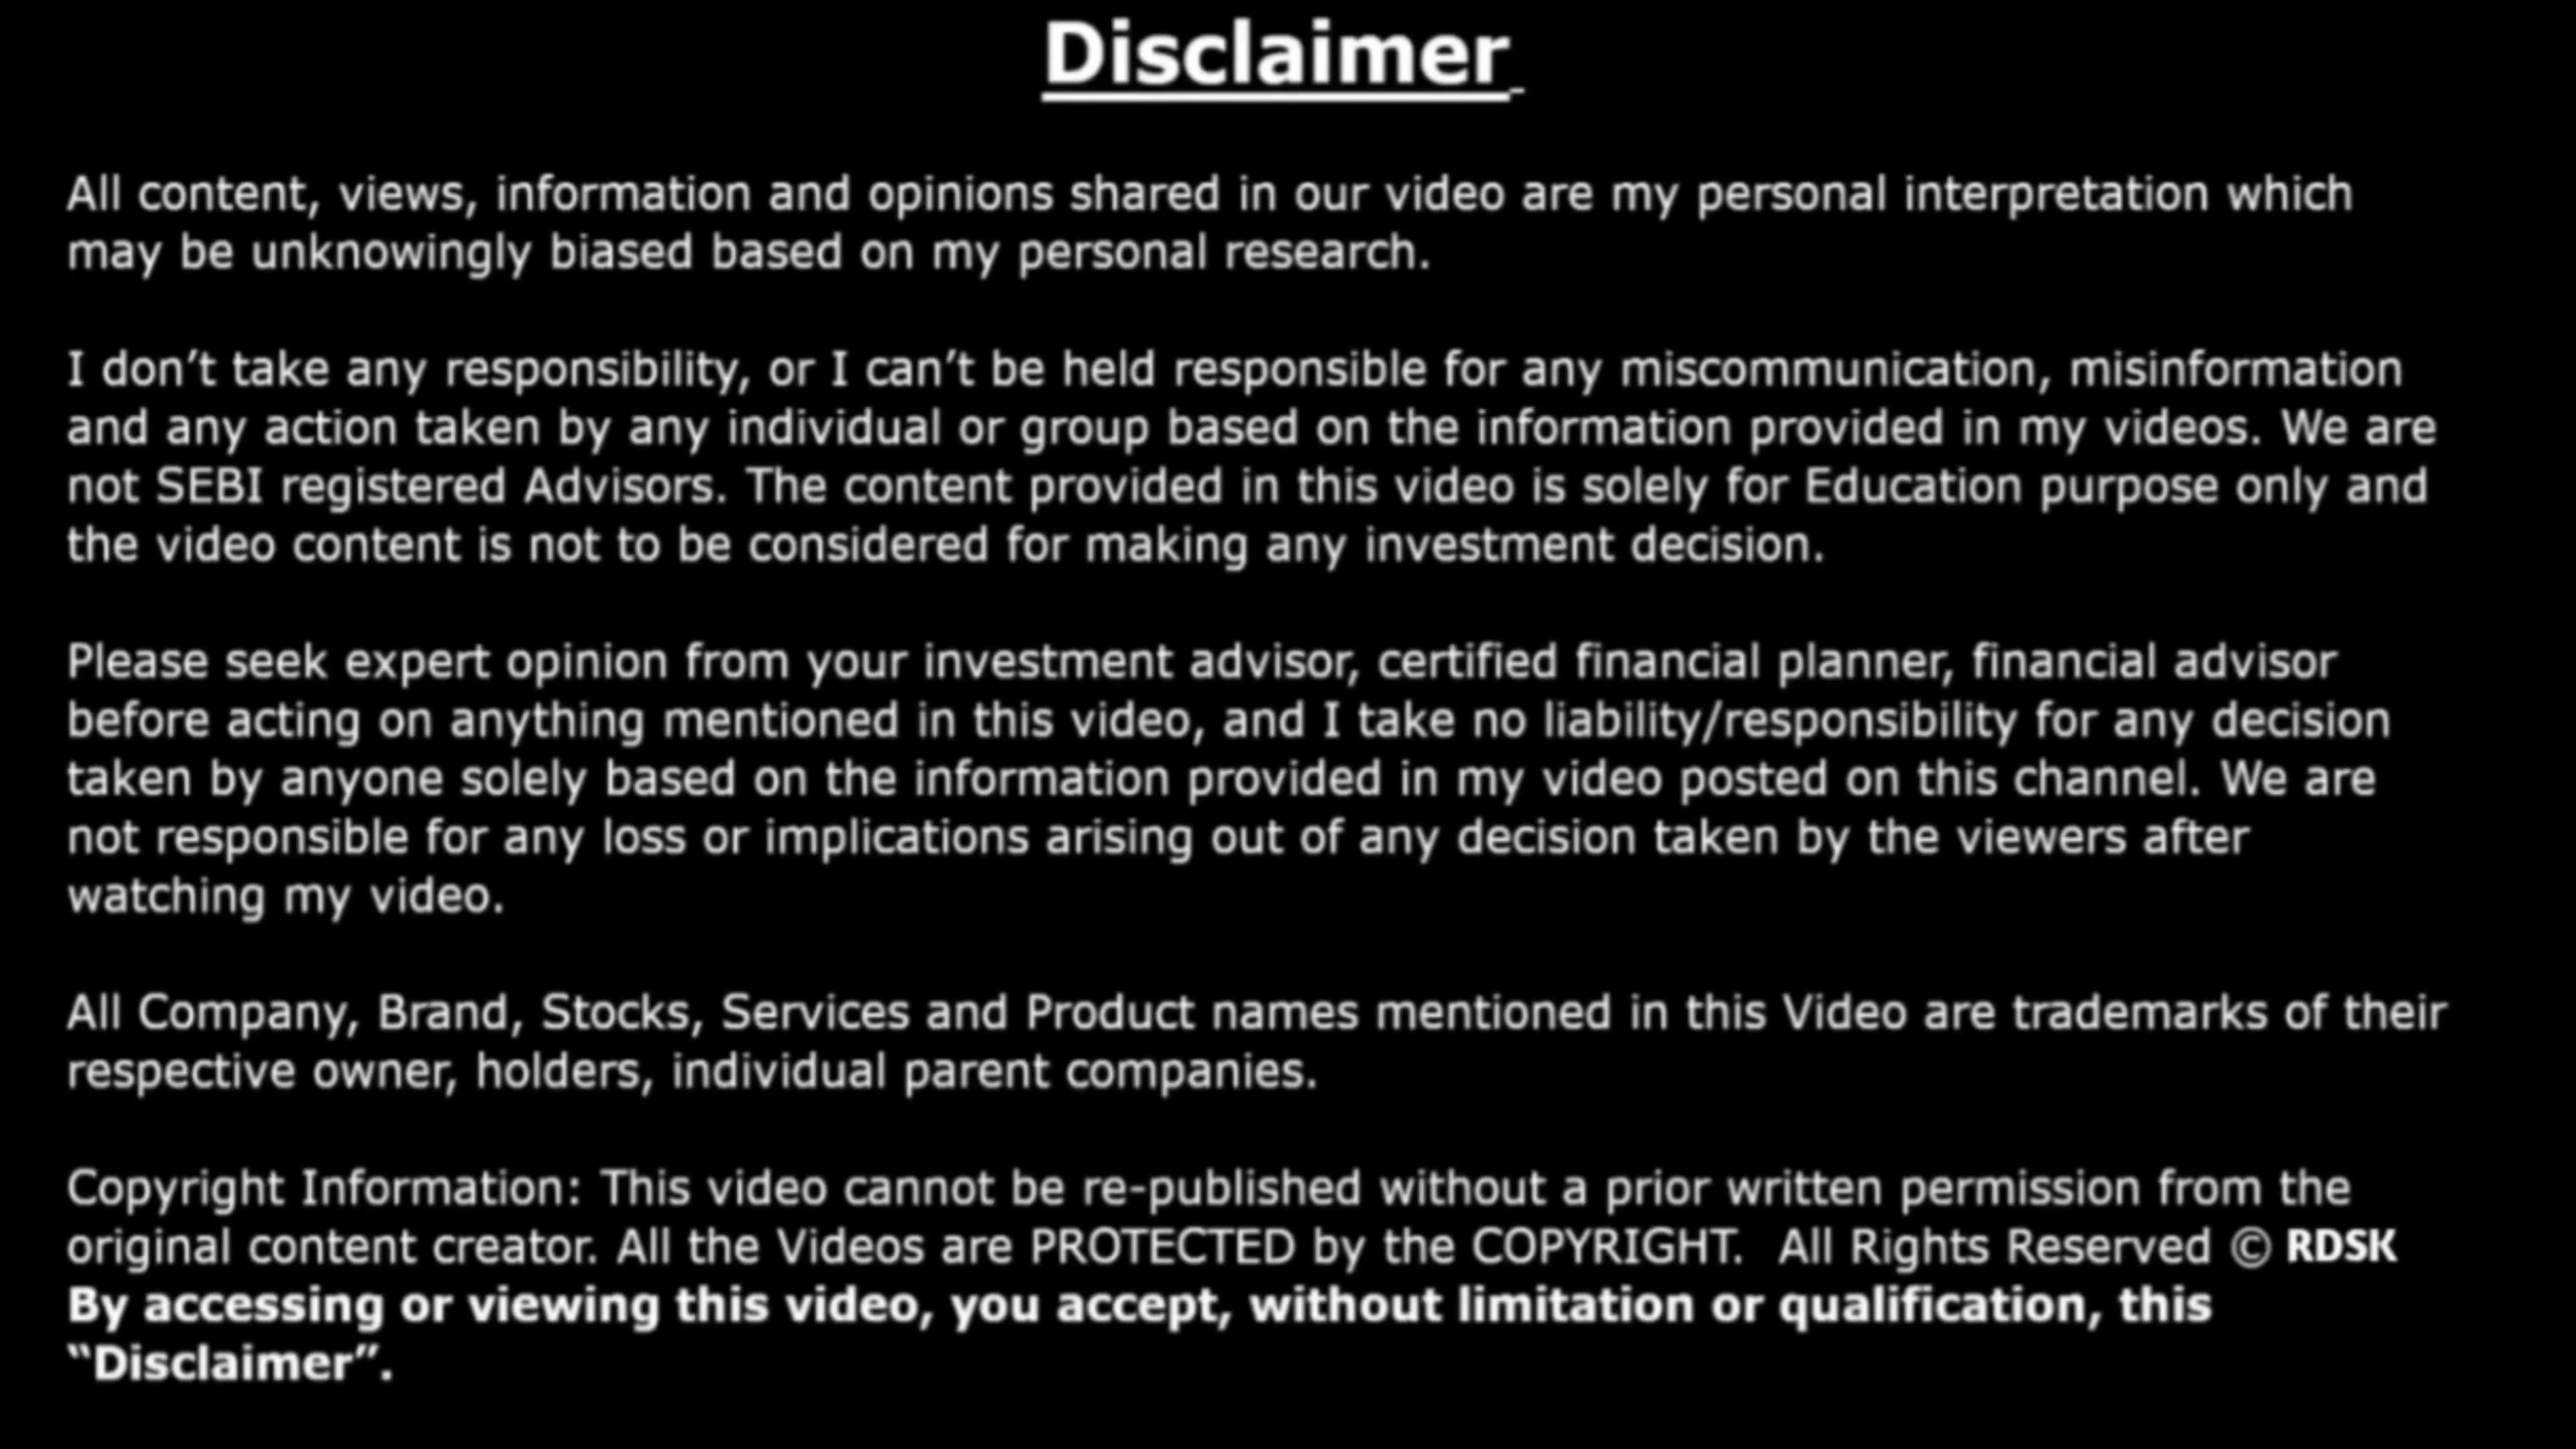 Disclaimer
All content, views, information and opinions shared in our video are my personal interpretation which
may be unknowingly biased based on my personal research.
I don’t take any responsibility, or I can’t be held responsible for any miscommunication, misinformation
and any action taken by any individual or group based on the information provided in my videos. We are
not SEBI registered Advisors. The content provided in this video is solely for Education purpose only and
the video content is not to be considered for making any investment decision.
Please seek expert opinion from your investment advisor, certified financial planner, financial advisor
before acting on anything mentioned in this video, and I take no liability/responsibility for any decision
taken by anyone solely based on the information provided in my video posted on this channel. We are
not responsible for any loss or implications arising out of any decision taken by the viewers after
watching my video.
All Company, Brand, Stocks, Services and Product names mentioned in this Video are trademarks of their
respective owner, holders, individual parent companies.
Copyright Information: This video cannot be re-published without a prior written permission from the
original content creator. All the Videos are PROTECTED by the COPYRIGHT.  All Rights Reserved © RDSK
By accessing or viewing this video, you accept, without limitation or qualification, this
“Disclaimer”.